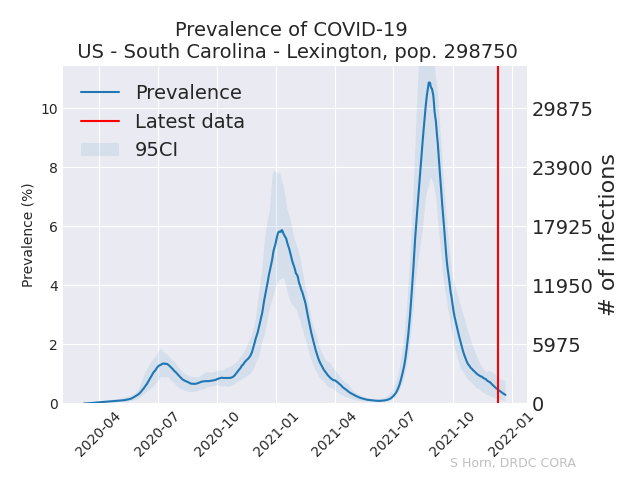 Prevalence of COVID-19
US - South Carolina - Lexington, pop. 298750
Prevalence
Latest data
95CI
Prevalence (%)
10
8
6
4
2
0
29875
23900
17925
11950
5975
0
# of infections
2020-04
2020-07
2020-10
2021-01
2021-04
2021-07
2021-10
2022-01
S Horn, DRDC CORA